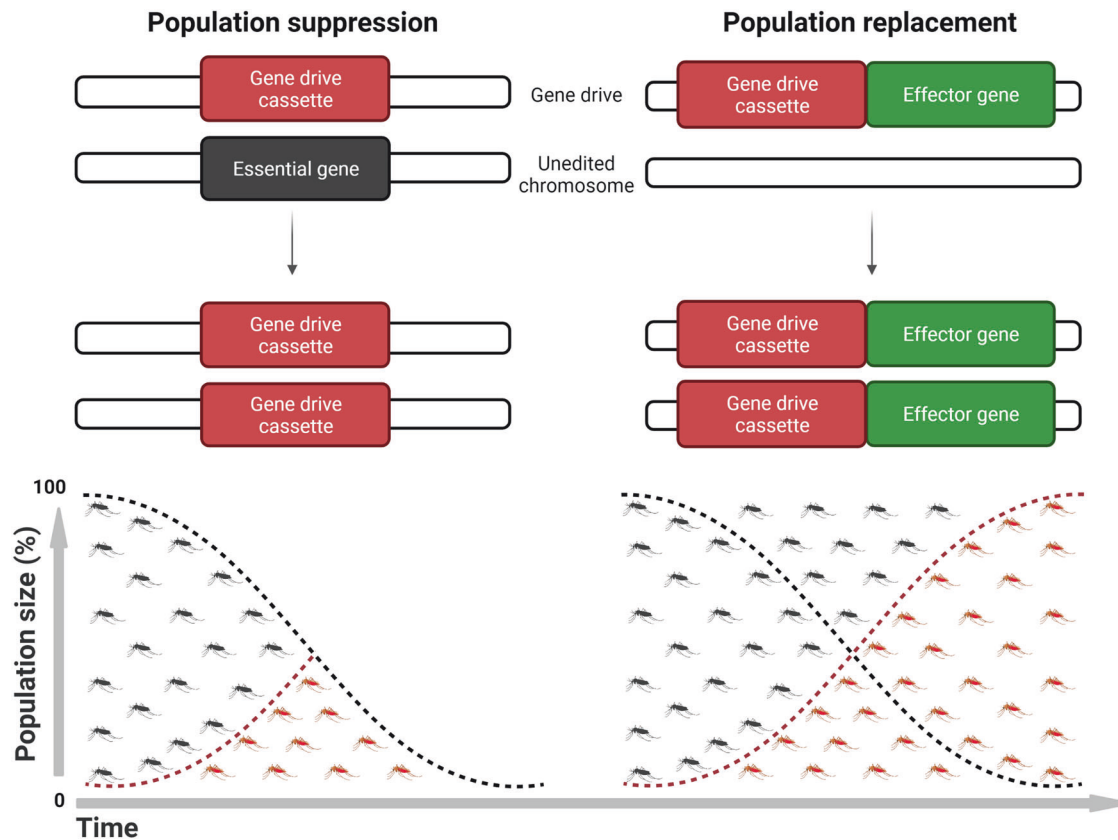 Population suppression
Population replacement
Gene drive
cassette
Gene drive
Gene drive
cassette
Effector gene
Essential gene
Unedited
chromosome
Gene drive
cassette
Gene drive
cassette
Effector gene
Gene drive
cassette
Gene drive
cassette
Effector gene
100
Population size (%)
0
Time